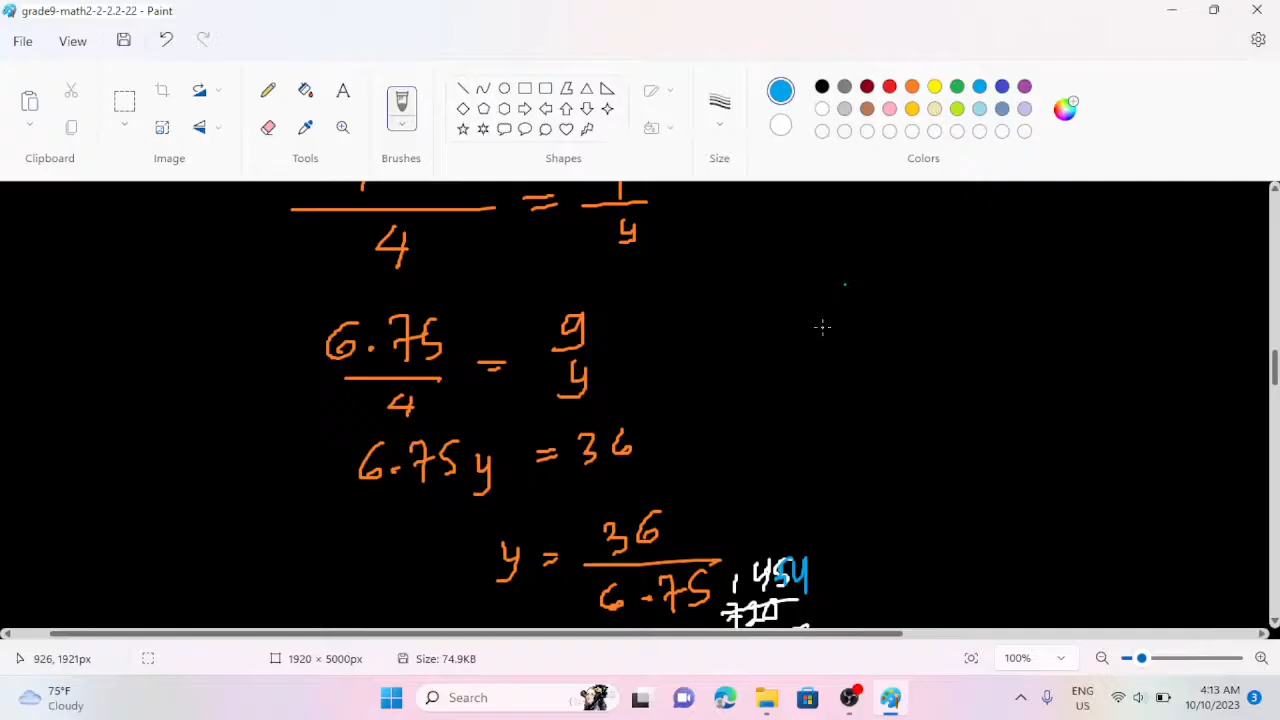 grade9-math2-2-2.2-22 - Paint
File View
Clipboard Image Tools Brushes Shapes Size Colors
4 = y
6.75 = 9
4 y
6.75y = 36
y = 36
6.75
926, 1921px 1920 × 5000px Size: 74.9KB 100%
75°F
Cloudy
Search
ENG
US
4:13 AM
10/10/2023
3